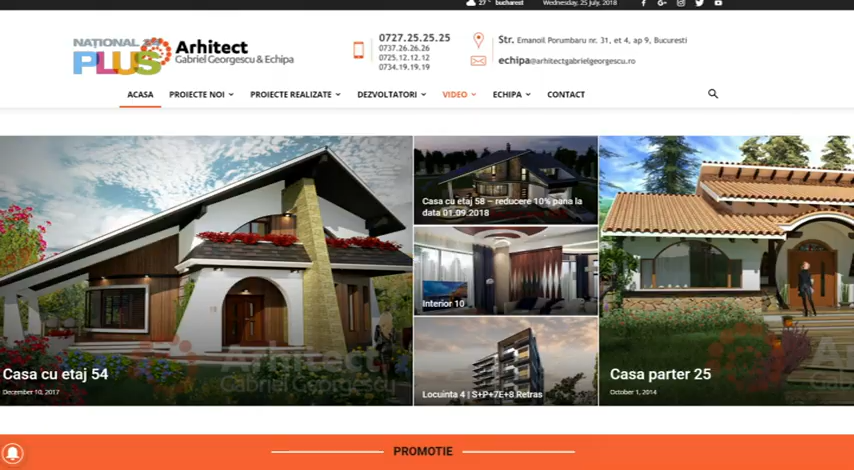 27 ° bucharest
Wednesday, 25 July, 2018
NAȚIONAL
PLUS
Arhitect
Gabriel Georgescu & Echipa
0727.25.25.25
0737.26.26.26
0725.12.12.12
0734.19.19.19
Str. Emanoil Porumbaru nr. 31, et 4, ap 9, Bucuresti
echipa@arhitectgabrielgeorgescu.ro
ACASA PROIECTE NOI PROIECTE REALIZATE DEZVOLTATORI VIDEO ECHIPA CONTACT
Casa cu etaj 54
December 10, 2017
Casa cu etaj 58 – reducere 10% pana la
data 01.09.2018
Interior 10
Locuinta 4 | S+P+7E+8 Retras
Casa parter 25
October 1, 2014
Arhitect
Gabriel Georgescu
PROMOTIE